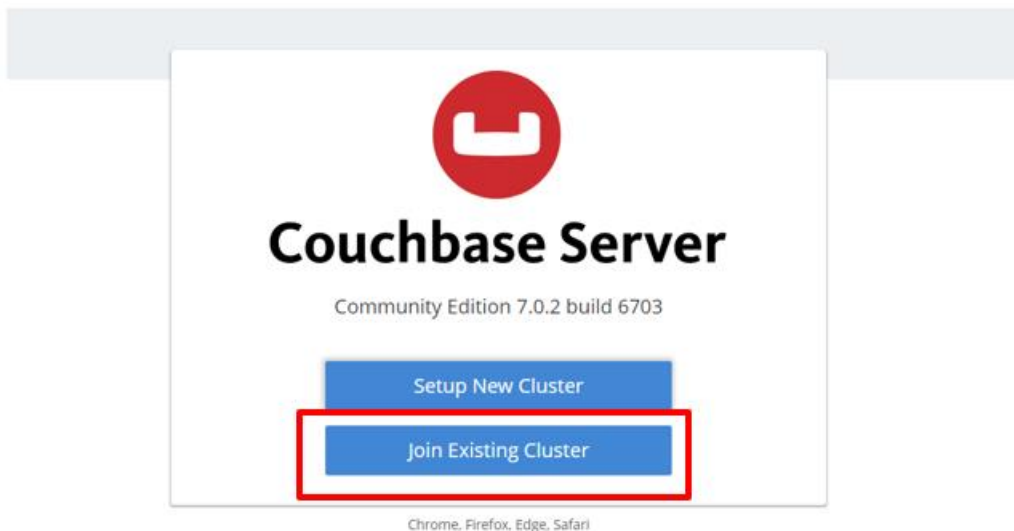 Couchbase Server
Community Edition 7.0.2 build 6703
Setup New Cluster
Join Existing Cluster
Chrome, Firefox, Edge, Safari